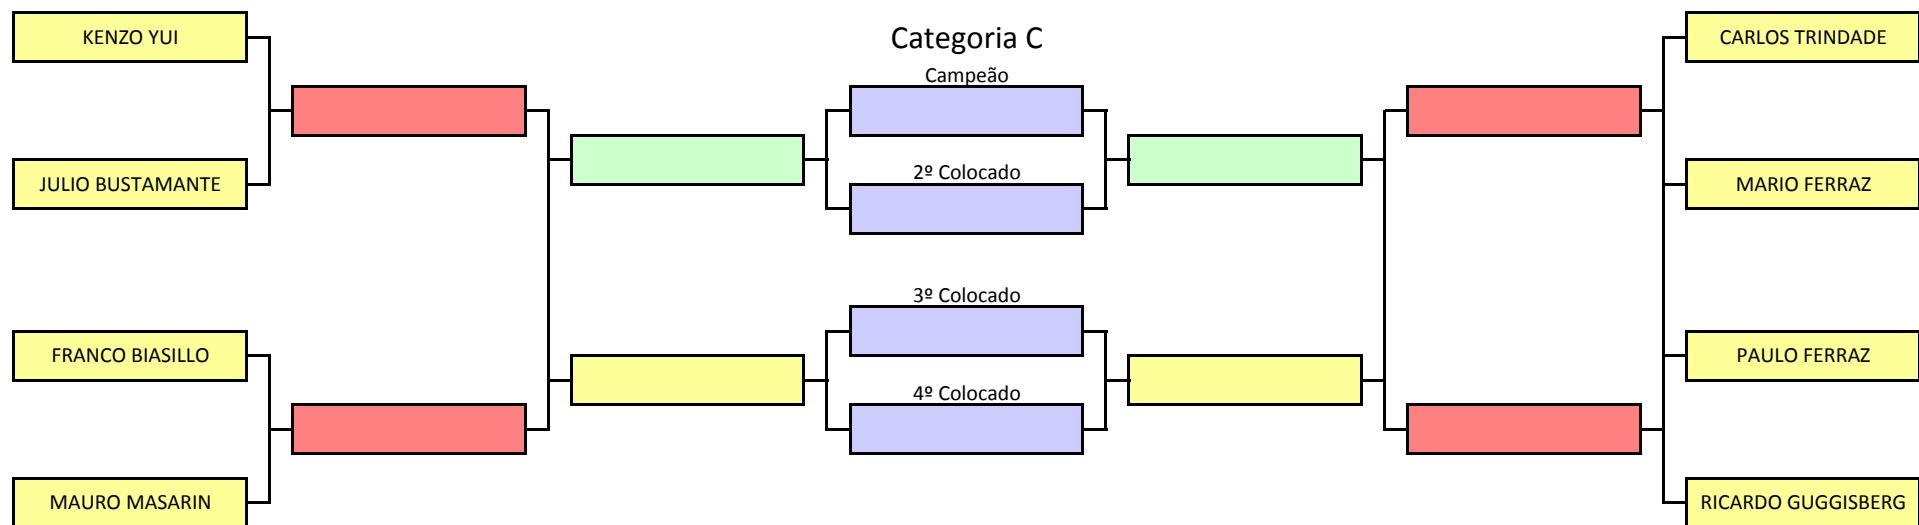 KENZO YUI
Categoria C
CARLOS TRINDADE
Campeão
JULIO BUSTAMANTE
2º Colocado
MARIO FERRAZ
3º Colocado
FRANCO BIASILLO
PAULO FERRAZ
4º Colocado
MAURO MASARIN
RICARDO GUGGISBERG